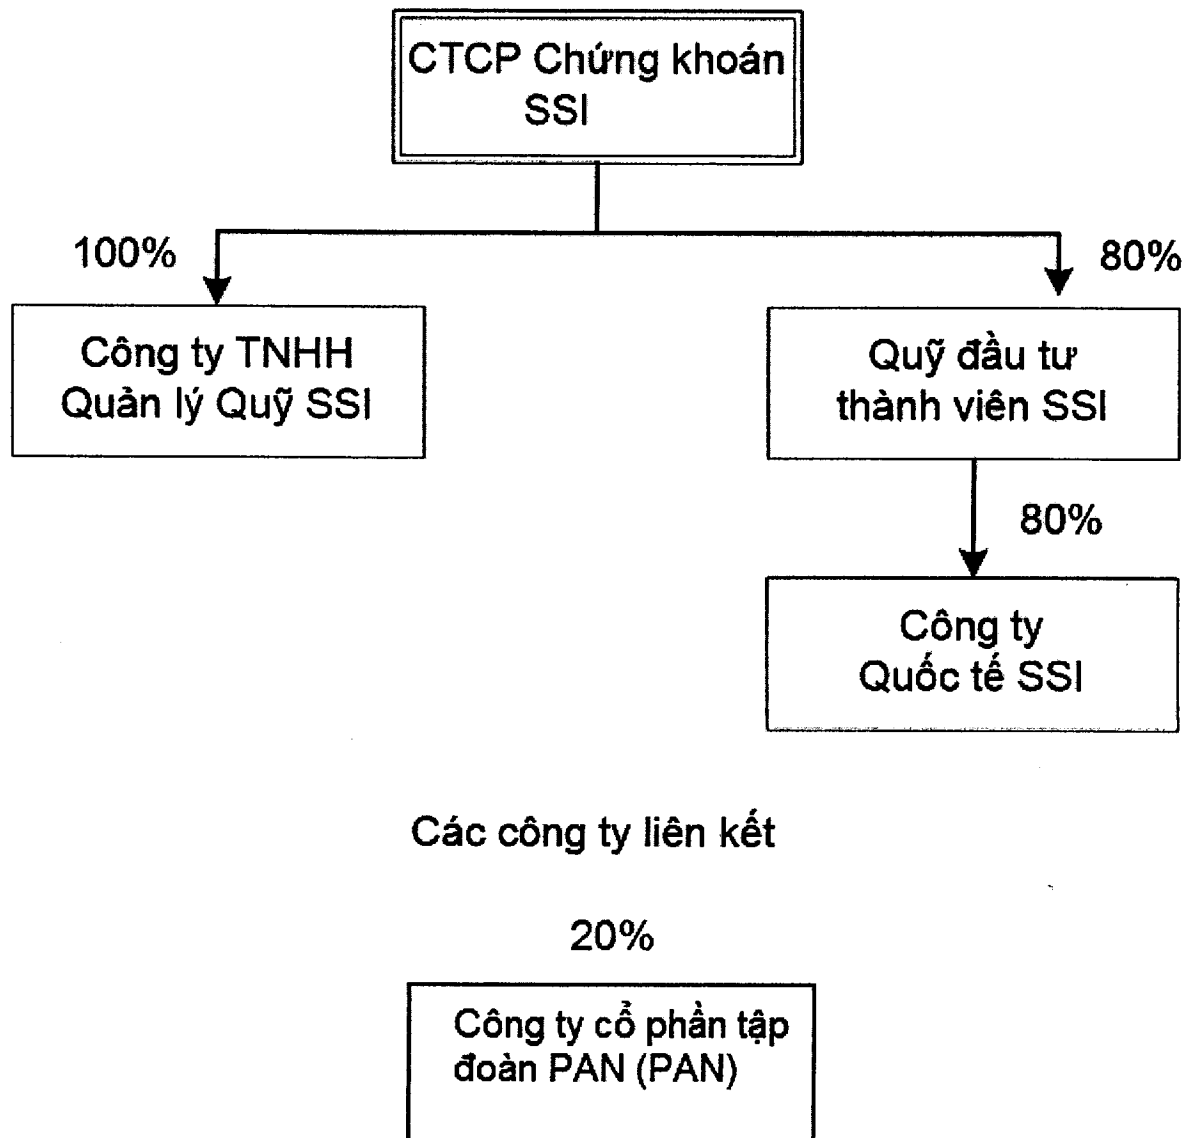 CTCP Chứng khoán
SSI
100%
80%
Công ty TNHH
Quản lý Quỹ SSI
Quỹ đầu tư
thành viên SSI
80%
Công ty
Quốc tế SSI
Các công ty liên kết
20%
Công ty cổ phần tập
đoàn PAN (PAN)